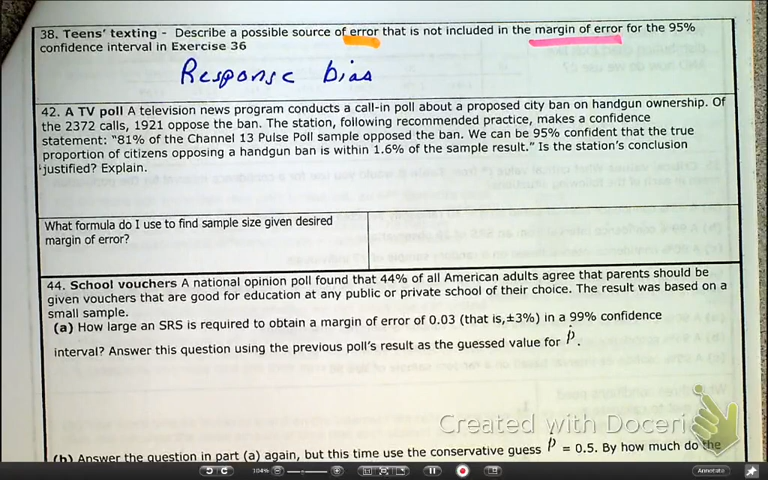 38. Teens' texting - Describe a possible source of error that is not included in the margin of error for the 95%
confidence interval in Exercise 36
Response bias
42. A TV poll A television news program conducts a call-in poll about a proposed city ban on handgun ownership. Of
the 2372 calls, 1921 oppose the ban. The station, following recommended practice, makes a confidence
statement: "81% of the Channel 13 Pulse Poll sample opposed the ban. We can be 95% confident that the true
proportion of citizens opposing a handgun ban is within 1.6% of the sample result." Is the station's conclusion
justified? Explain.
What formula do I use to find sample size given desired
margin of error?
44. School vouchers A national opinion poll found that 44% of all American adults agree that parents should be
given vouchers that are good for education at any public or private school of their choice. The result was based on a
small sample.
(a) How large an SRS is required to obtain a margin of error of 0.03 (that is,±3%) in a 99% confidence
interval? Answer this question using the previous poll's result as the guessed value for p̂.
Created with Doceri
(b) Answer the question in part (a) again, but this time use the conservative guess p̂ = 0.5. By how much do the
104%
Annotate